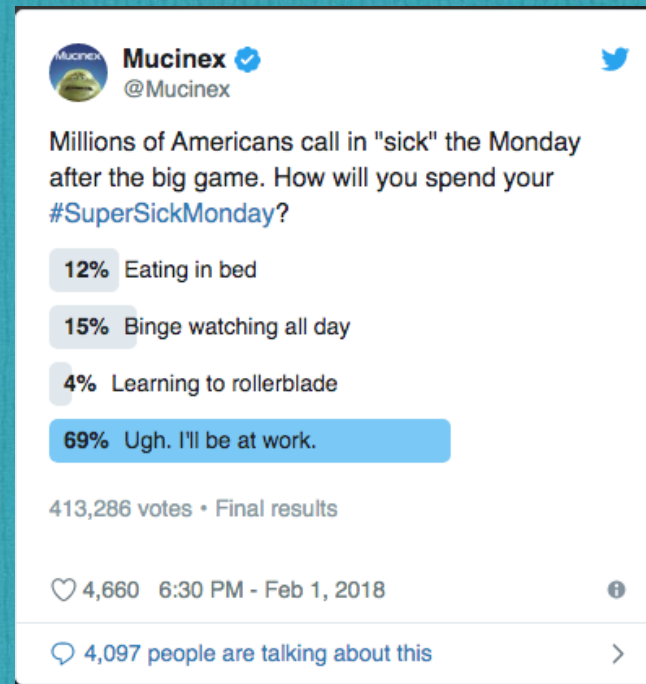 Mucinex
Mucinex
@Mucinex
Millions of Americans call in "sick" the Monday
after the big game. How will you spend your
#SuperSickMonday?
12% Eating in bed
15% Binge watching all day
4% Learning to rollerblade
69% Ugh. I'll be at work.
413,286 votes • Final results
4,660 6:30 PM - Feb 1, 2018
4,097 people are talking about this